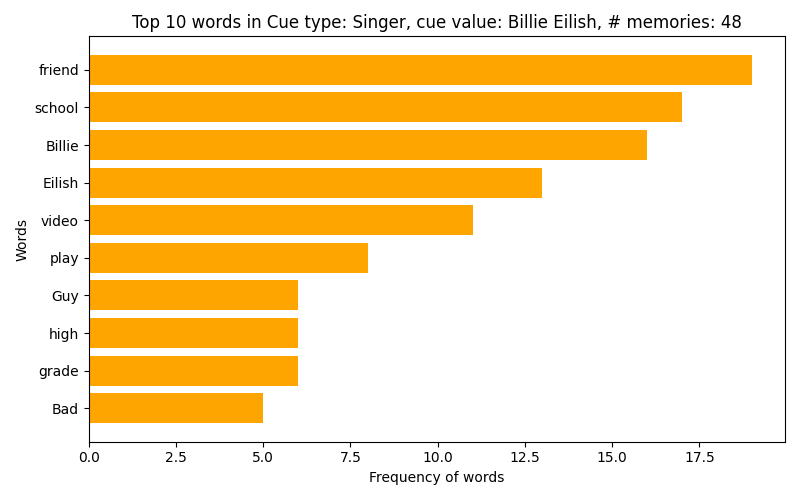 Top 10 words in Cue type: Singer, cue value: Billie Eilish, # memories: 48
friend
school
Billie
Eilish
video
play
Guy
high
grade
Bad
Words
0.0 2.5 5.0 7.5 10.0 12.5 15.0 17.5
Frequency of words